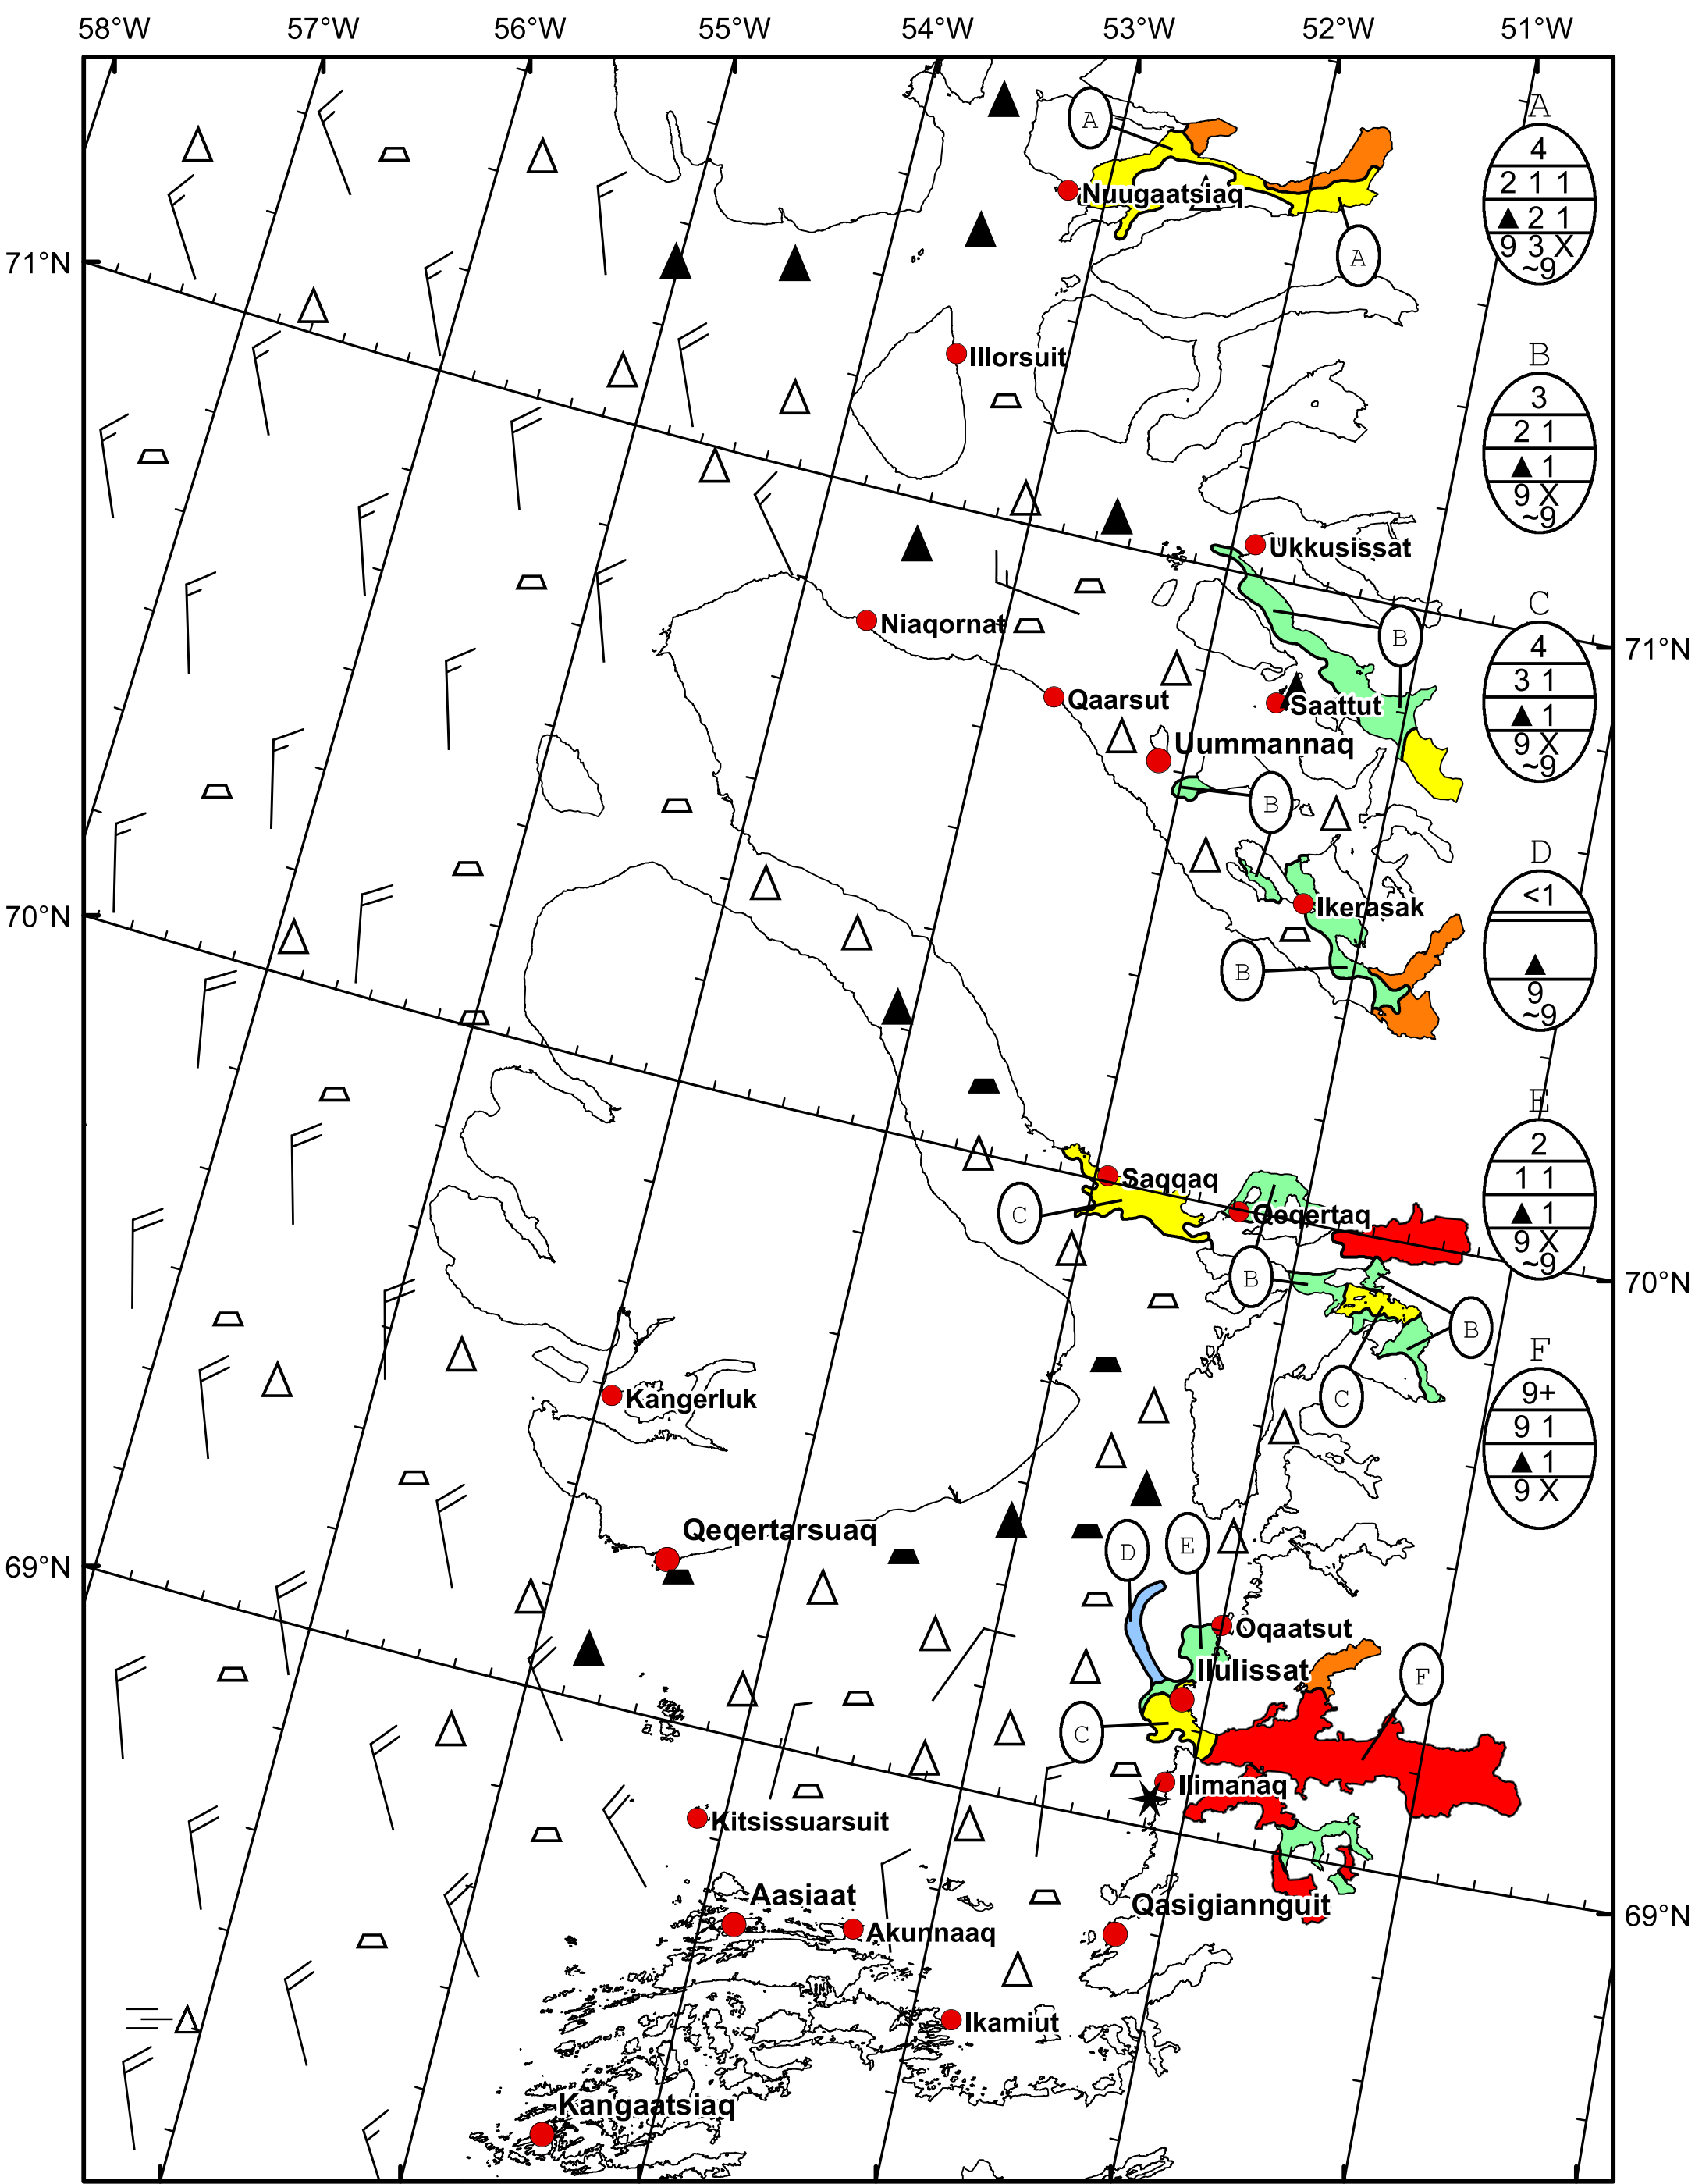 58°W 57°W 56°W 55°W 54°W 53°W 52°W 51°W
A
A
4
2 1 1
▲ 2 1
9 3 X
~9
Nuugaatsiaq
A
71°N
Illorsuit
B
3
2 1
▲ 1
9 X
~9
Ukkusissat
Niaqornat
B
C
4
3 1
▲ 1
9 X
~9
71°N
Qaarsut
Saattut
Uummannaq
B
Ikerasak
70°N
B
D
<1
▲
9
~9
E
2
1 1
▲ 1
9 X
~9
Saqqaq
C
Qeqertaq
B
70°N
B
Kangerluk
C
F
9+
9 1
▲ 1
9 X
Qeqertarsuaq
D
E
69°N
Oqaatsut
Ilulissat
F
C
Ilimanaq
Kitsissuarsuit
Aasiaat
Qasigiannguit
Akunnaaq
69°N
Ikamiut
Kangaatsiaq